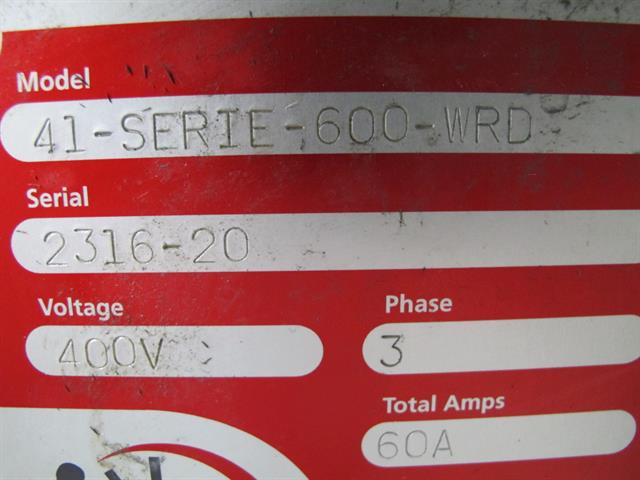 Model
41-SERIE-600-WRD
Serial
2316-20
Voltage
400V
Phase
3
Total Amps
60A